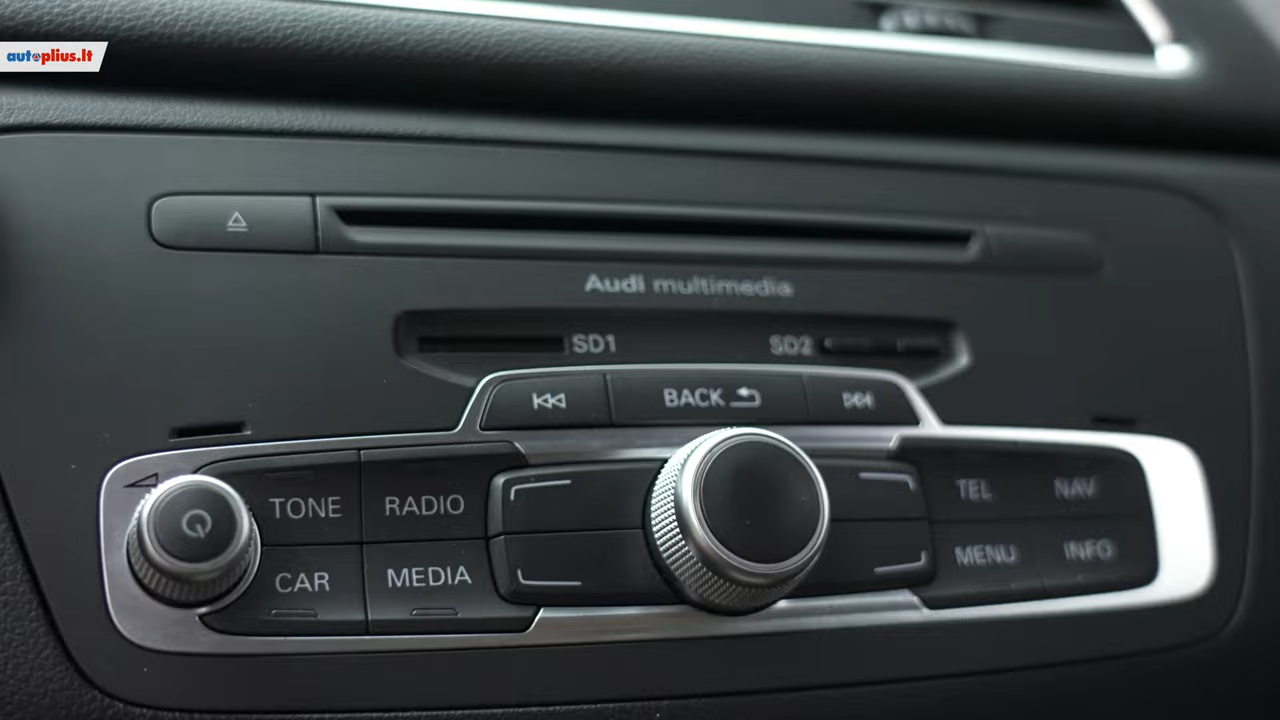 autoplius.lt
Audi multimedia
SD1 SD2
BACK
TONE RADIO TEL NAV
CAR MEDIA MENU INFO